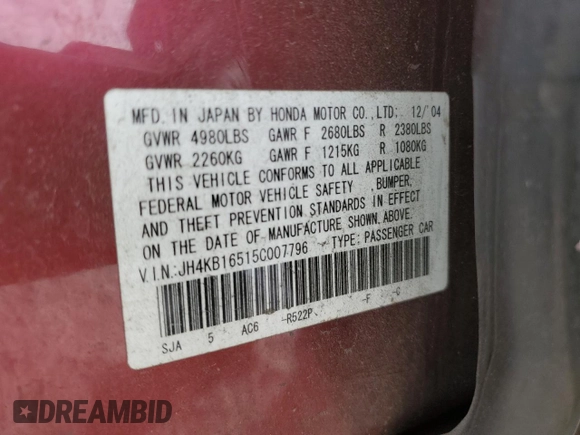 MFD. IN JAPAN BY HONDA MOTOR CO.,LTD: 12/'04
GVWR 4980LBS GAWR F 2680LBS R 2380LBS
GVWR 2260KG GAWR F 1215KG R 1080KG
THIS VEHICLE CONFORMS TO ALL APPLICABLE
FEDERAL MOTOR VEHICLE SAFETY ,BUMPER,
AND THEFT PREVENTION STANDARDS IN EFFECT
ON THE DATE OF MANUFACTURE SHOWN ABOVE.
V.I.N.:JH4KB16515C007796 TYPE: PASSENGER CAR
SJA 5 AC6 -R522P -F -C
DREAMBID